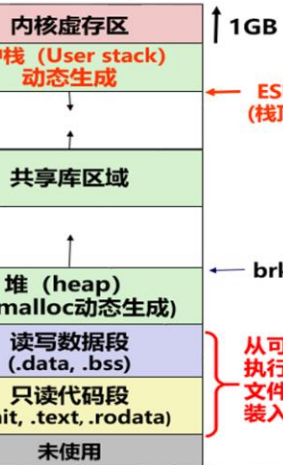 内核虚存区
1GB
栈 (User stack)
动态生成
ES
(栈顶
共享库区域
brk
堆 (heap)
malloc动态生成)
读写数据段
(.data, .bss)
只读代码段
it, .text, .rodata)
未使用
从可
执行
文件
装入